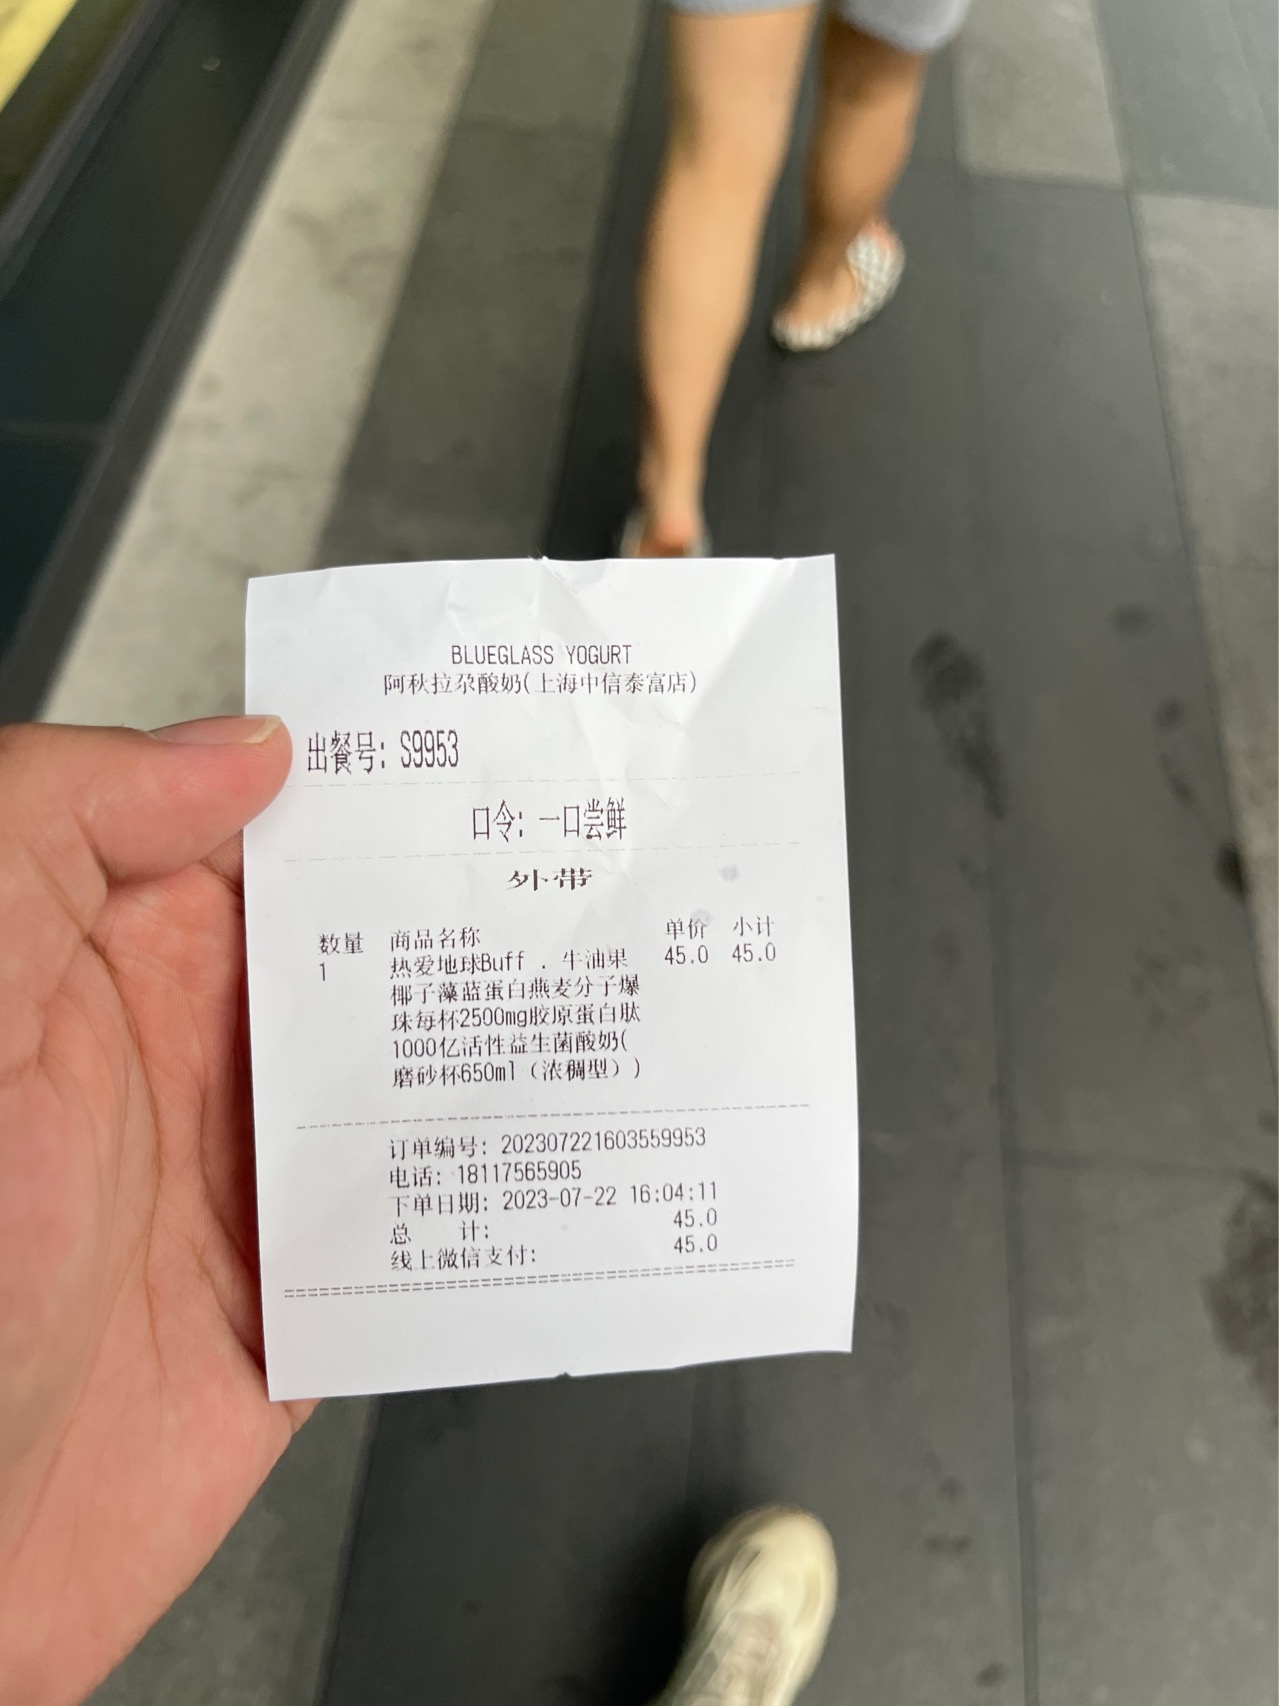 BLUEGLASS YOGURT
阿秋拉尕酸奶(上海中信泰富店)
出餐号: S9953
口令: 一口尝鲜
外带
数量 商品名称 单价 小计
1 热爱地球Buff . 牛油果 45.0 45.0
椰子藻蓝蛋白燕麦分子爆
珠每杯2500mg胶原蛋白肽
1000亿活性益生菌酸奶(
磨砂杯650ml（浓稠型）)
订单编号: 202307221603559953
电话: 18117565905
下单日期: 2023-07-22 16:04:11
总 计: 45.0
线上微信支付: 45.0